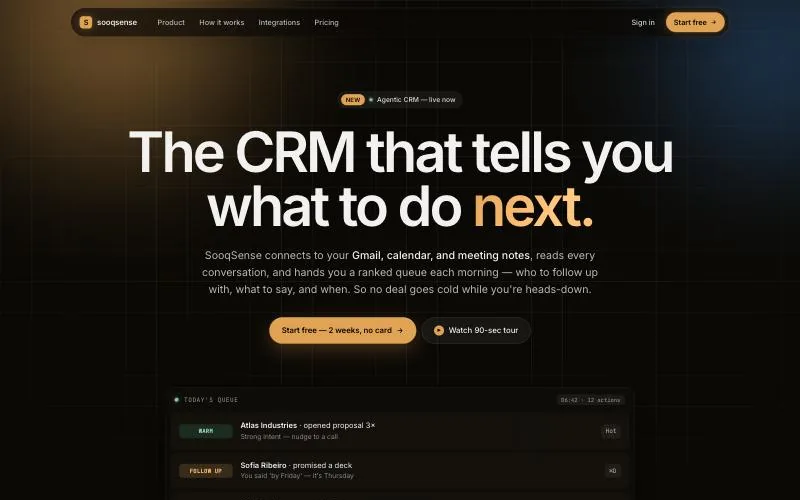 S sooqsense Product How it works Integrations Pricing Sign in Start free →
NEW Agentic CRM — live now
The CRM that tells you
what to do next.
SooqSense connects to your Gmail, calendar, and meeting notes, reads every
conversation, and hands you a ranked queue each morning — who to follow up
with, what to say, and when. So no deal goes cold while you're heads-down.
Start free — 2 weeks, no card → Watch 90-sec tour
TODAY'S QUEUE 06:42 · 12 actions
WARM Atlas Industries · opened proposal 3× Hot
Strong intent — nudge to a call
FOLLOW UP Sofia Ribeiro · promised a deck
You said 'by Friday' — it's Thursday